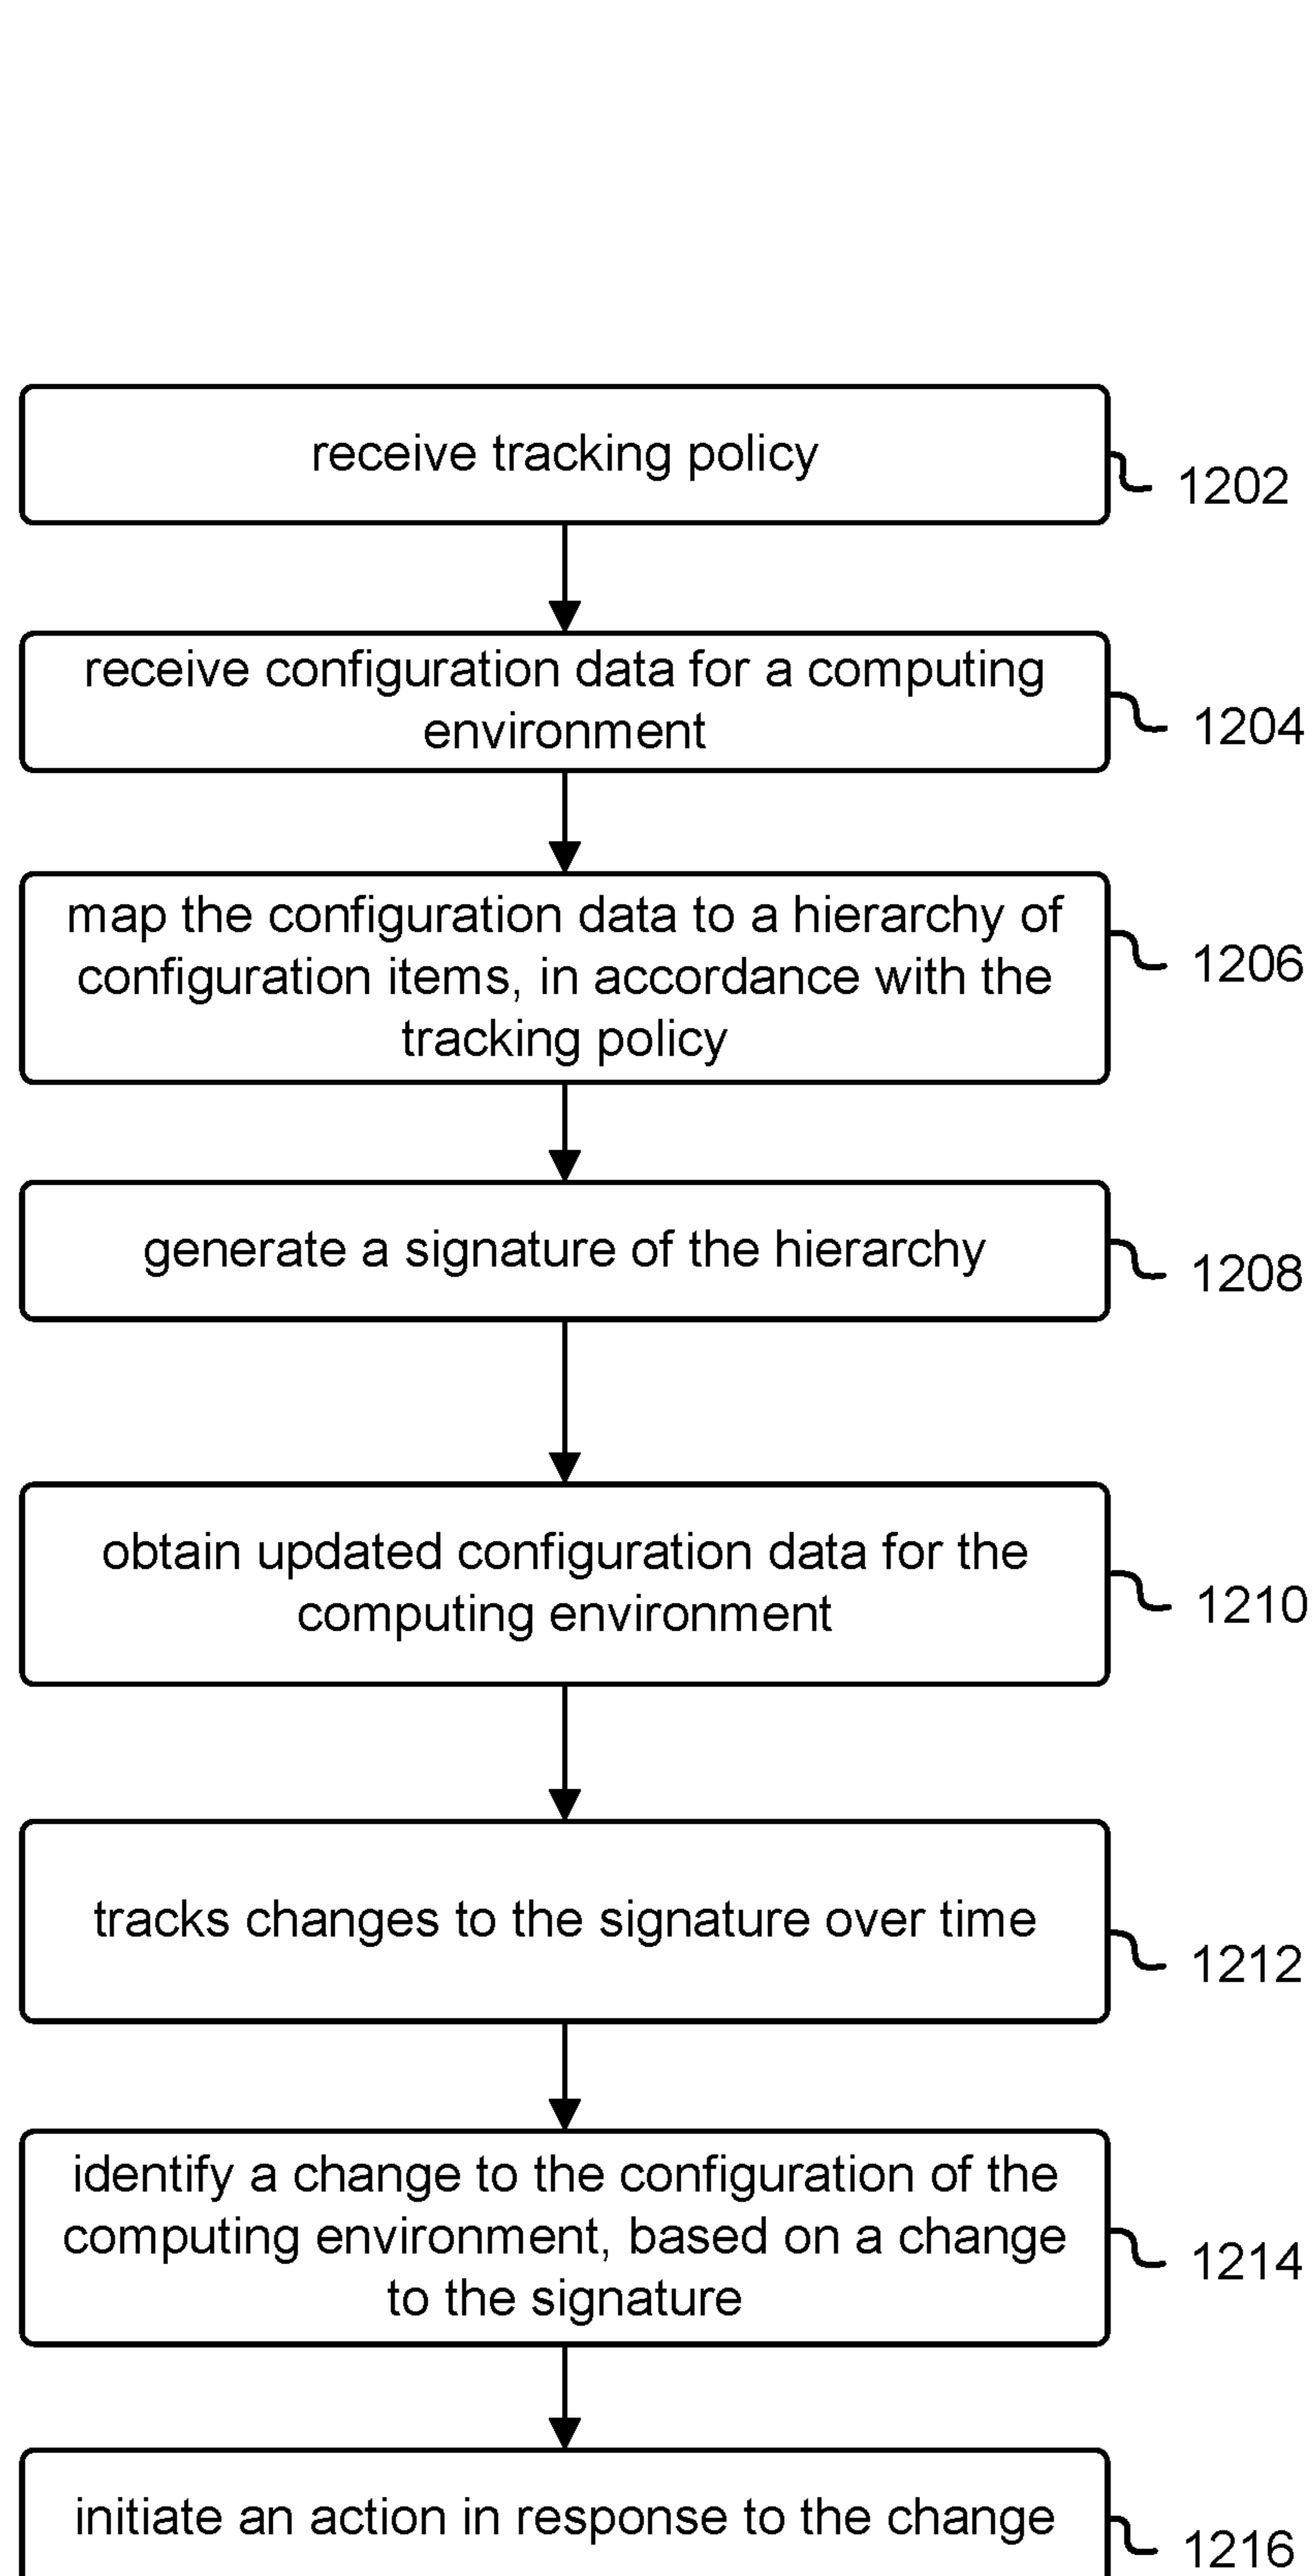 receive tracking policy
1202
receive configuration data for a computing
environment
1204
map the configuration data to a hierarchy of
configuration items, in accordance with the
tracking policy
1206
generate a signature of the hierarchy
1208
obtain updated configuration data for the
computing environment
1210
tracks changes to the signature over time
1212
identify a change to the configuration of the
computing environment, based on a change
to the signature
1214
initiate an action in response to the change
1216